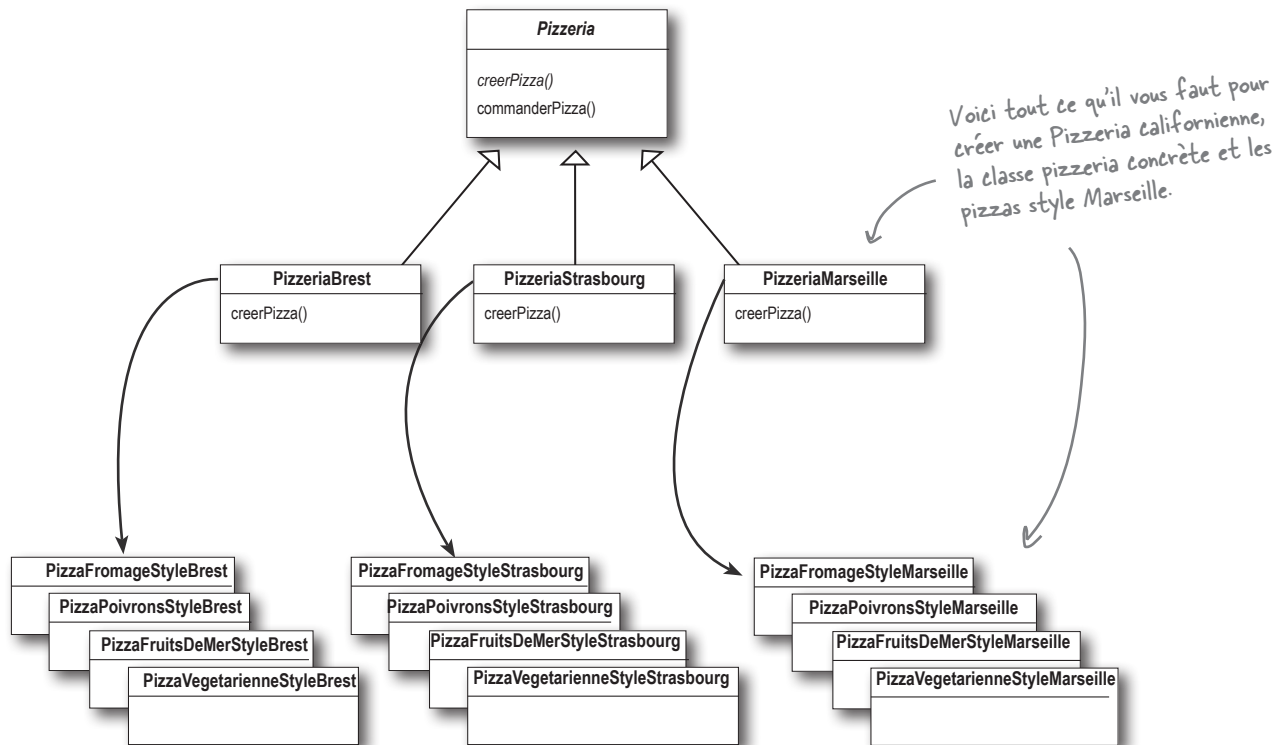 Pizzeria
creerPizza()
commanderPizza()
Voici tout ce qu'il vous faut pour
créer une Pizzeria californienne,
la classe pizzeria concrète et les
pizzas style Marseille.
PizzeriaBrest
creerPizza()
PizzeriaStrasbourg
creerPizza()
PizzeriaMarseille
creerPizza()
PizzaFromageStyleBrest
PizzaPoivronsStyleBrest
PizzaFruitsDeMerStyleBrest
PizzaVegetarienneStyleBrest
PizzaFromageStyleStrasbourg
PizzaPoivronsStyleStrasbourg
PizzaFruitsDeMerStyleStrasbourg
PizzaVegetarienneStyleStrasbourg
PizzaFromageStyleMarseille
PizzaPoivronsStyleMarseille
PizzaFruitsDeMerStyleMarseille
PizzaVegetarienneStyleMarseille